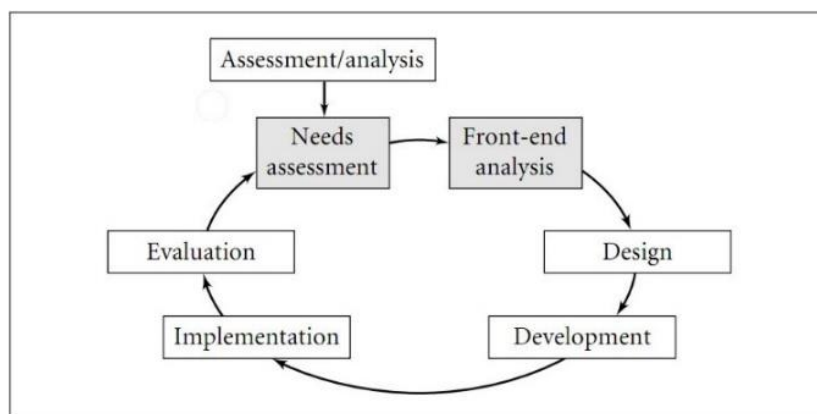 Assessment/analysis
Needs
assessment
Front-end
analysis
Evaluation
Design
Implementation
Development